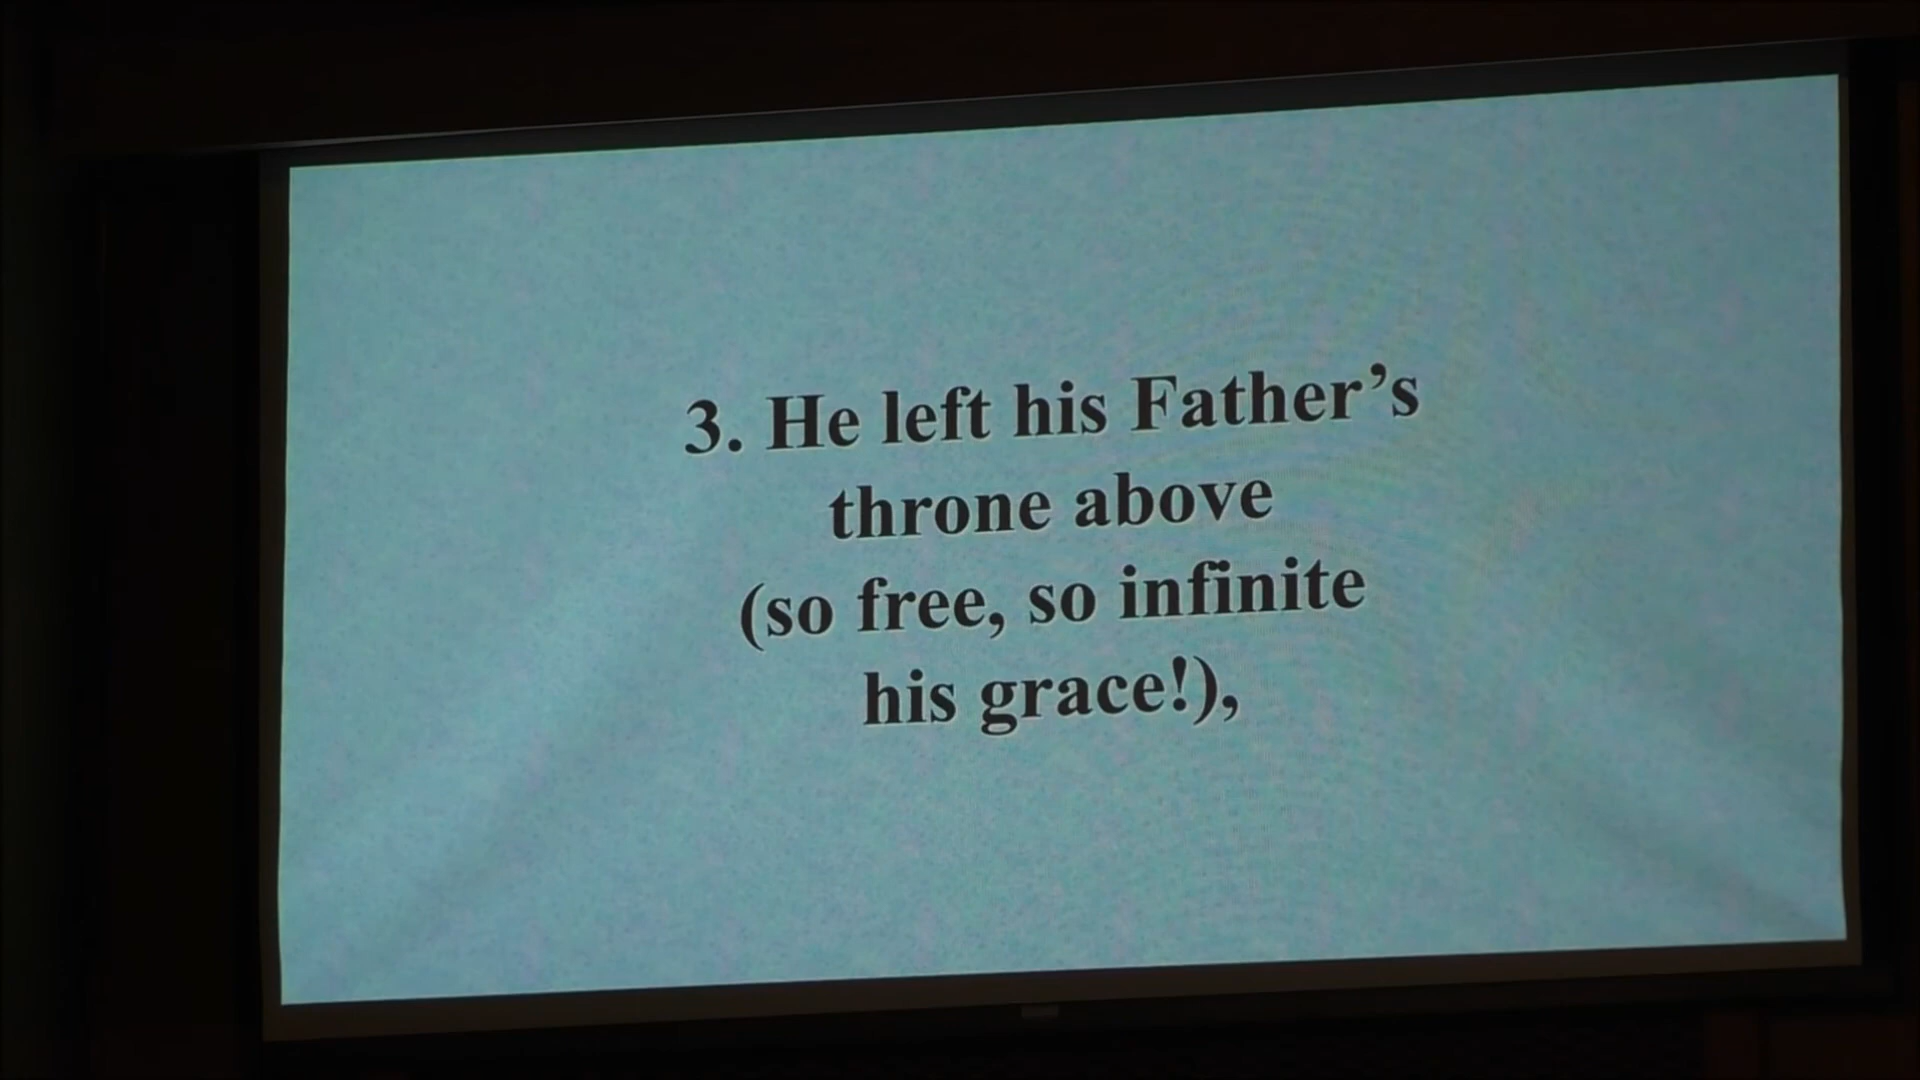 3. He left his Father’s
throne above
(so free, so infinite
his grace!),